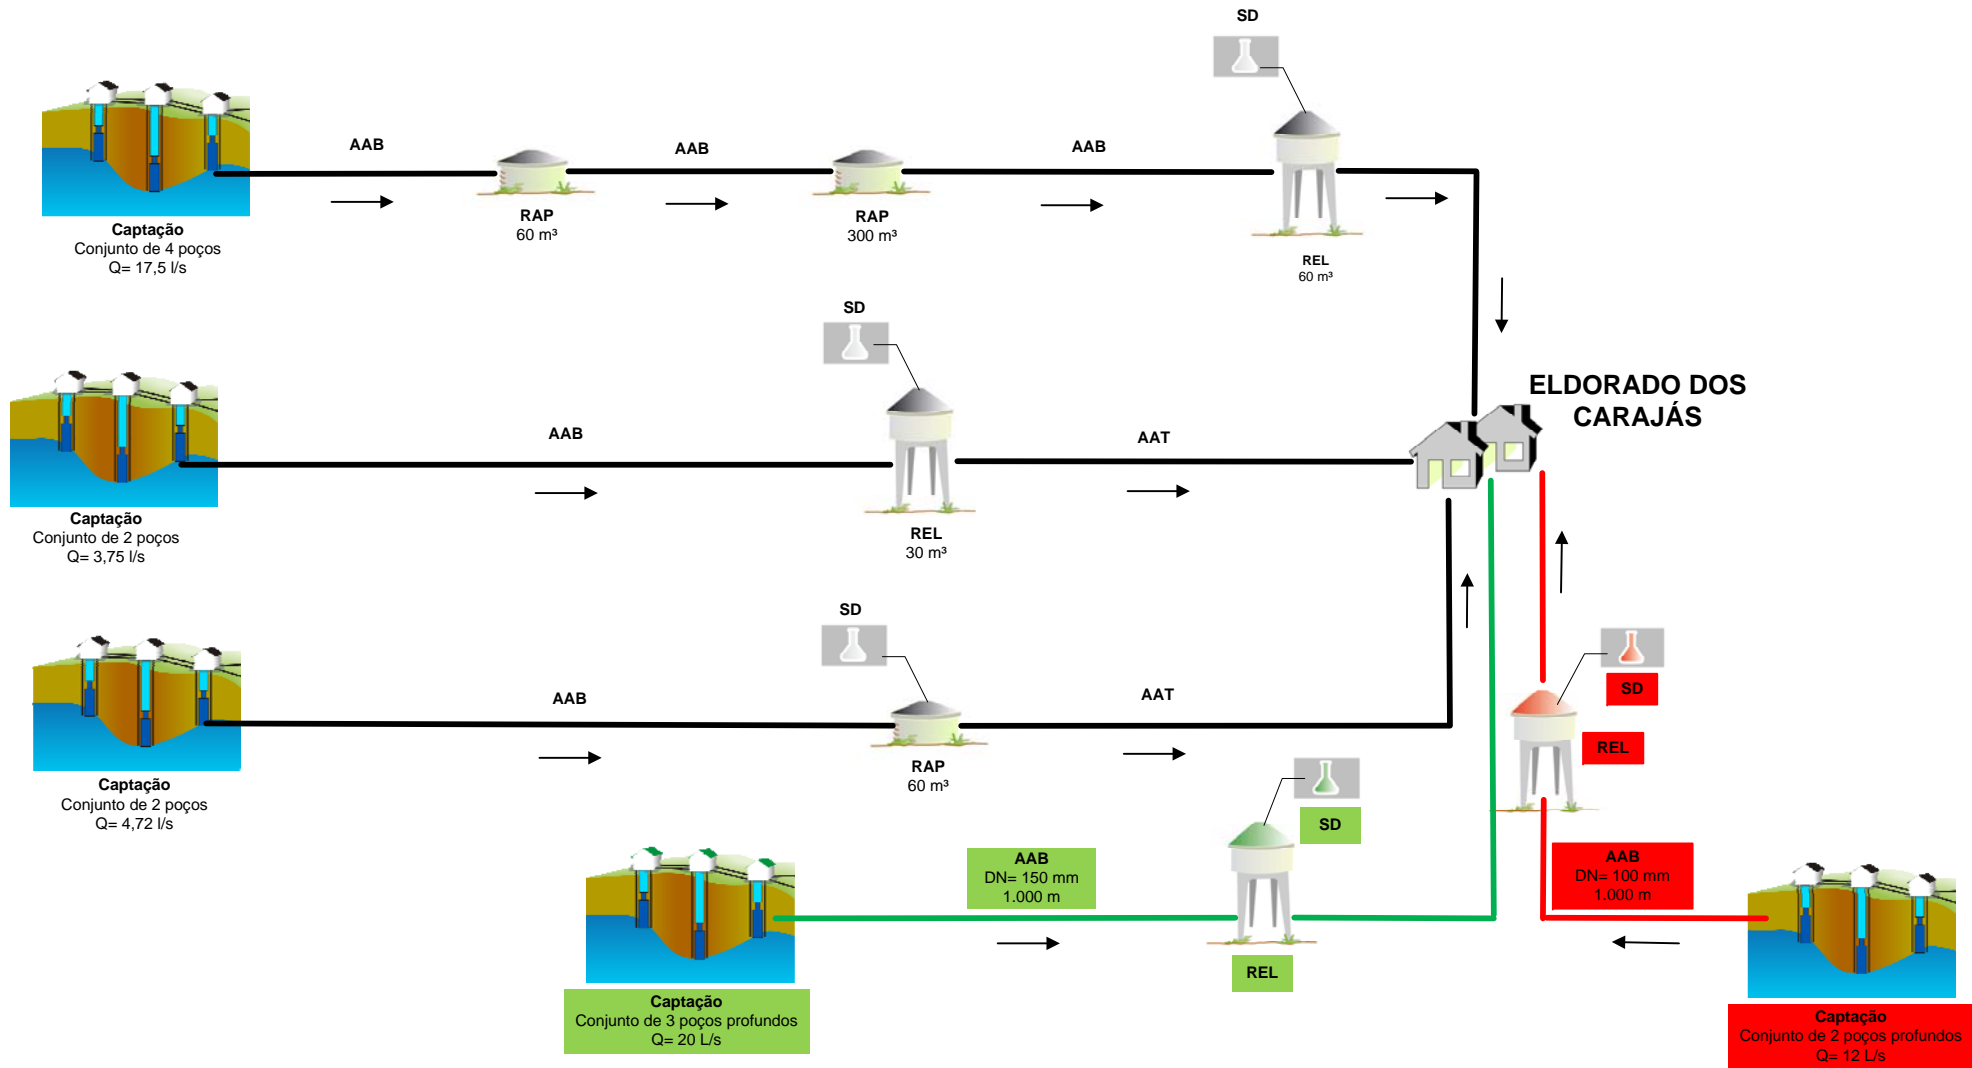 SD
AAB
AAB
AAB
RAP
60 m³
RAP
300 m³
REL
60 m³
Captação
Conjunto de 4 poços
Q= 17,5 l/s
SD
ELDORADO DOS
CARAJÁS
AAB
AAT
REL
30 m³
Captação
Conjunto de 2 poços
Q= 3,75 l/s
SD
AAB
AAT
RAP
60 m³
Captação
Conjunto de 2 poços
Q= 4,72 l/s
SD
REL
SD
AAB
DN= 150 mm
1.000 m
AAB
DN= 100 mm
1.000 m
REL
Captação
Conjunto de 3 poços profundos
Q= 20 L/s
Captação
Conjunto de 2 poços profundos
Q= 12 L/s